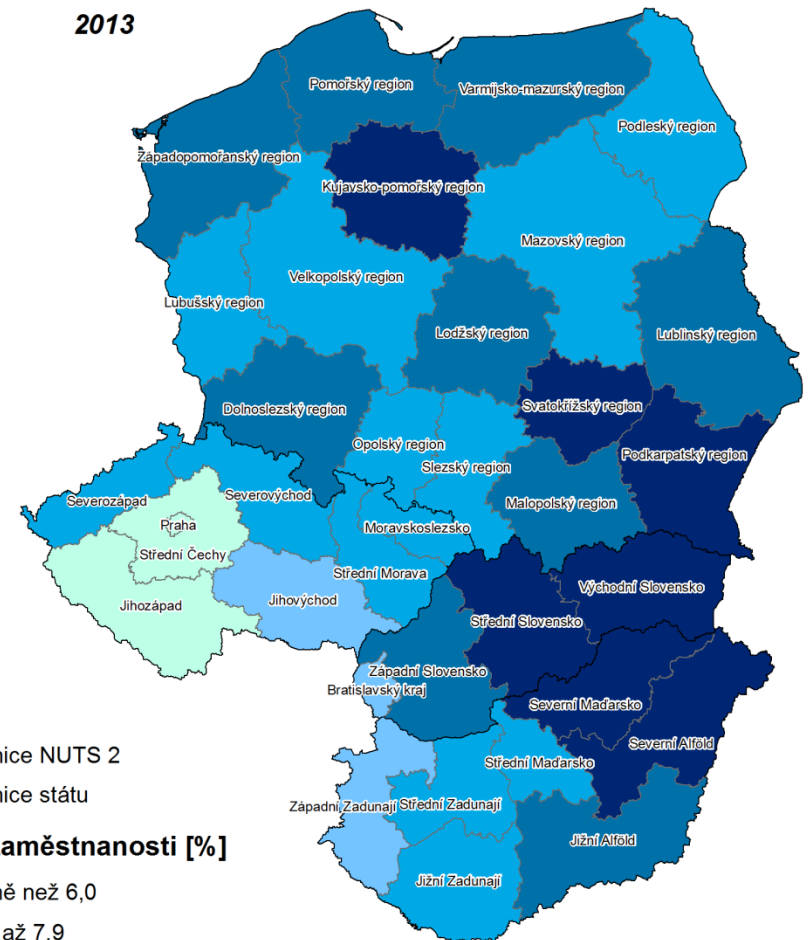 2013
Pomořský region
Varmijsko-mazurský region
Podleský region
Západopomořanský region
Kujavsko-pomořský region
Mazovský region
Velkopolský region
Lubušský region
Lodžský region
Lublinský region
Dolnoslezský region
Svatokřížský region
Opolský region
Podkarpatský region
Slezský region
Severozápad
Severovýchod
Malopolský region
Praha
Moravskoslezsko
Střední Čechy
Střední Morava
Východní Slovensko
Jihozápad
Jihovýchod
Střední Slovensko
Západní Slovensko
Bratislavský kraj
Severní Maďarsko
Severní Alföld
nice NUTS 2
Střední Maďarsko
nice státu
Západní Zadunají
Střední Zadunají
Jižní Alföld
zaměstnanosti [%]
Jižní Zadunají
ně než 6,0
až 7,9